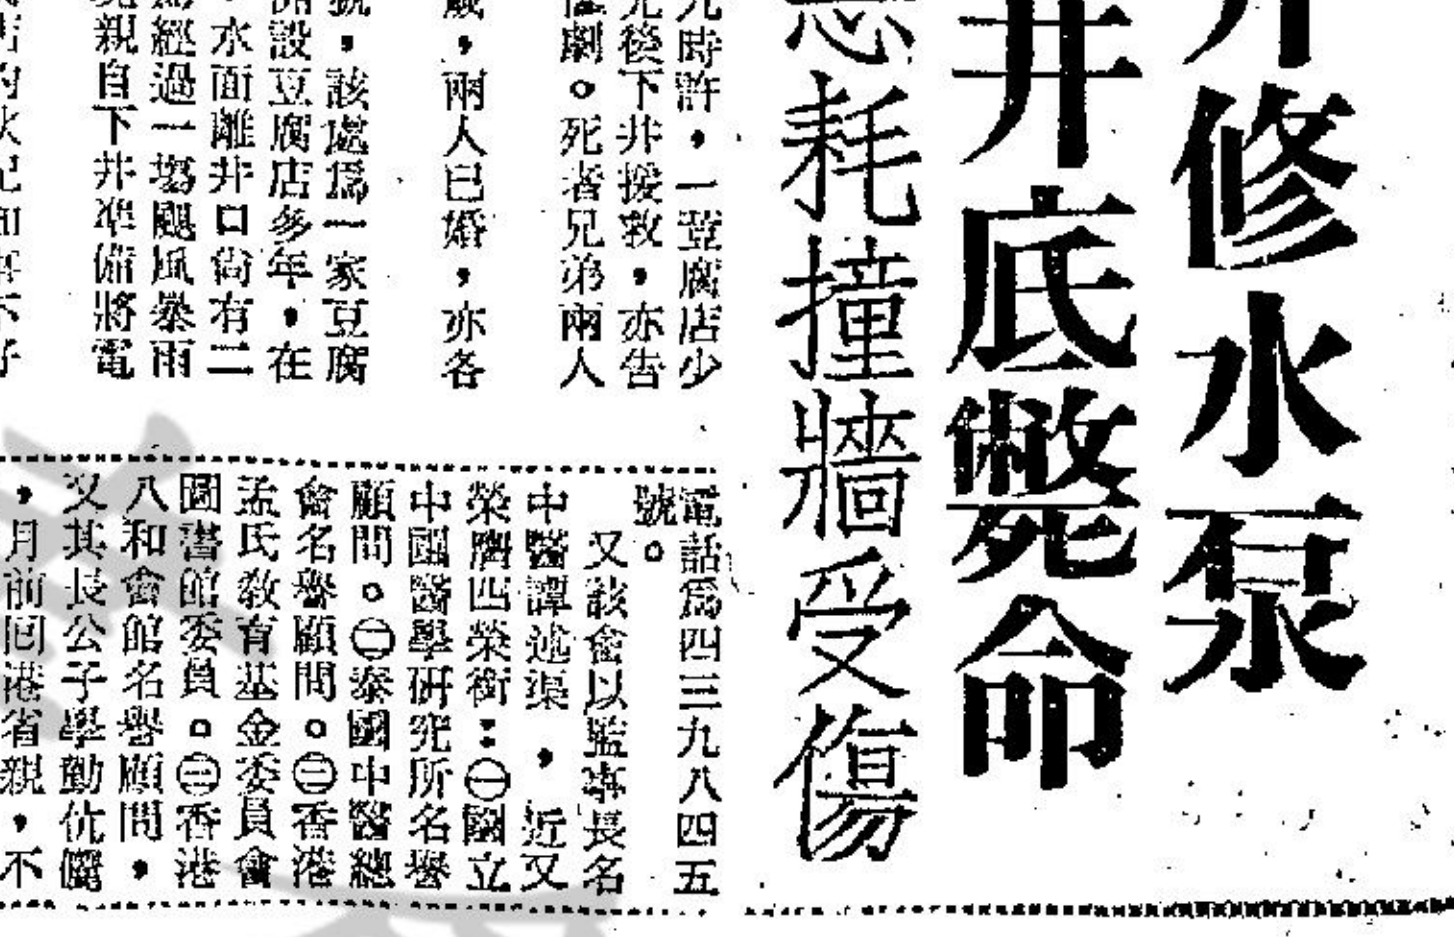 修水泵
井底斃命
耗撞牆受傷
時許，一荳腐店少
後下井援救，亦告
劇。死者兄弟兩人
歲，兩人已婚，亦各
號，該處爲一家豆腐
開設豆腐店多年，在
，水面離井口尚有二
經過一場颶風暴雨
親自下井準備將電
電話爲四三九八四五
號。
又該會以監事長名
中醫譚述渠，近又
榮膺四榮銜：㊀國立
中國醫學研究所名譽
顧問。㊁泰國中醫總
會名譽顧問。㊂香港
孟氏教育基金委員會
圖書館委員。㊃香港
八和會館名譽顧問，
又其長公子學勤伉儷
，月前囘港省親，不